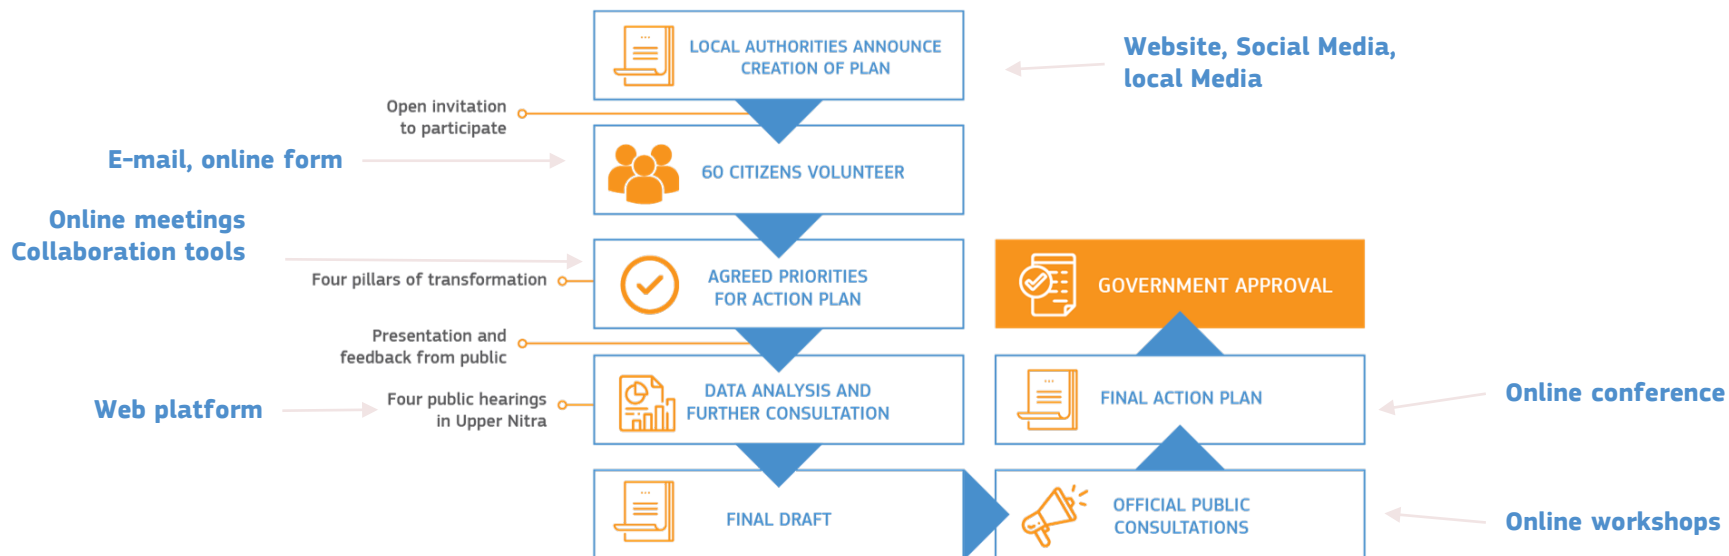 LOCAL AUTHORITIES ANNOUNCE
CREATION OF PLAN
Website, Social Media,
local Media
Open invitation
to participate
E-mail, online form
60 CITIZENS VOLUNTEER
Online meetings
Collaboration tools
Four pillars of transformation
AGREED PRIORITIES
FOR ACTION PLAN
GOVERNMENT APPROVAL
Presentation and
feedback from public
Web platform
Four public hearings
in Upper Nitra
DATA ANALYSIS AND
FURTHER CONSULTATION
FINAL ACTION PLAN
Online conference
FINAL DRAFT
OFFICIAL PUBLIC
CONSULTATIONS
Online workshops